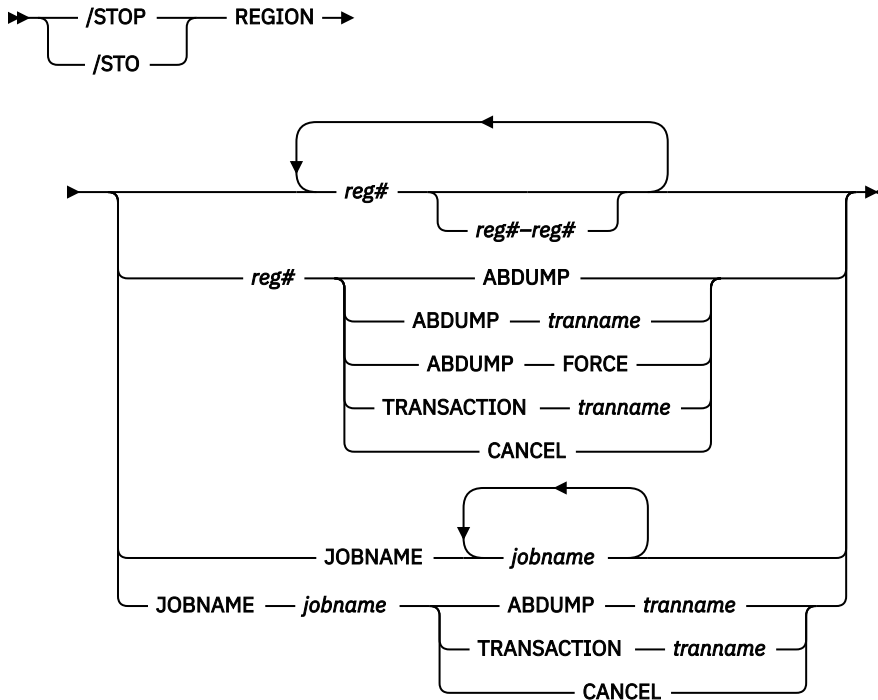 /STOP REGION
/STO
reg#
reg#–reg#
reg# ABDUMP
ABDUMP tranname
ABDUMP FORCE
TRANSACTION tranname
CANCEL
JOBNAME jobname
JOBNAME jobname ABDUMP tranname
TRANSACTION tranname
CANCEL